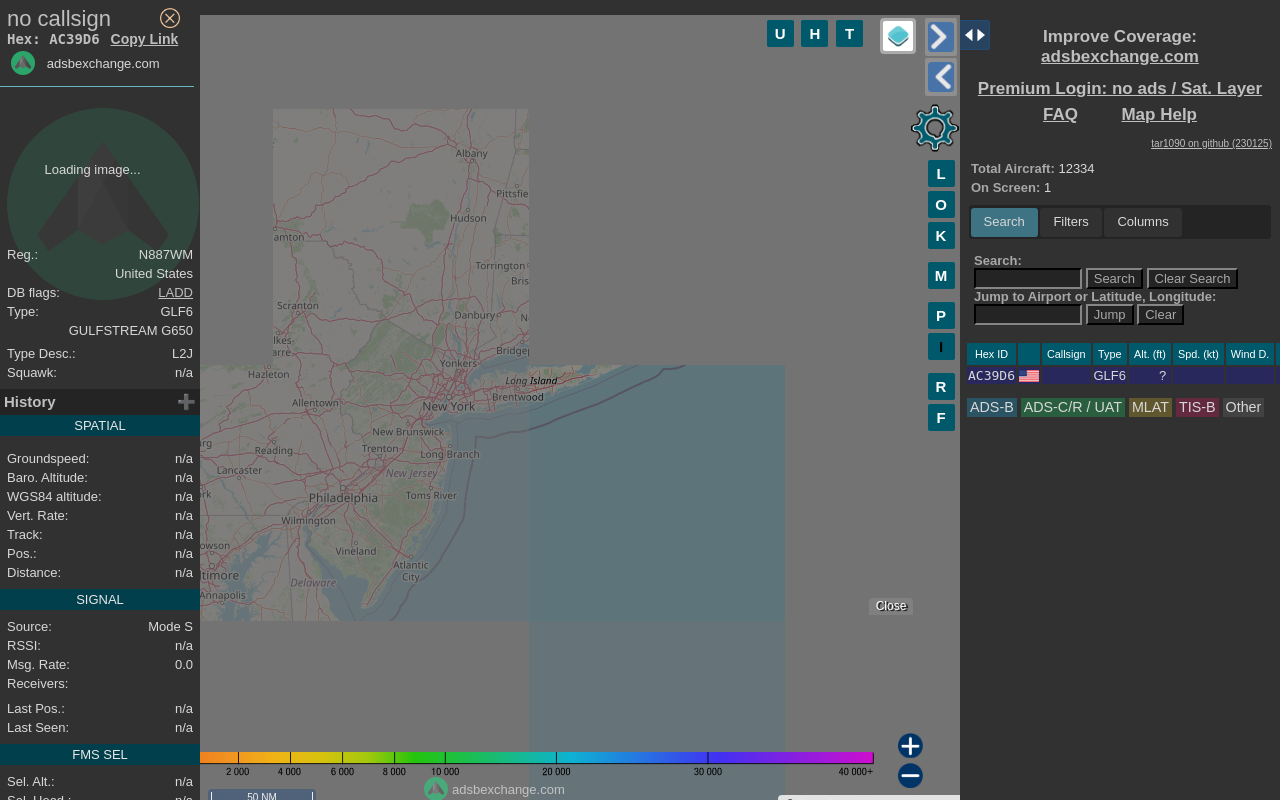 no callsign
Hex: AC39D6 Copy Link
adsbexchange.com
Loading image...
Reg.: N887WM
United States
DB flags: LADD
Type: GLF6
GULFSTREAM G650
Type Desc.: L2J
Squawk: n/a
History
SPATIAL
Groundspeed: n/a
Baro. Altitude: n/a
WGS84 altitude: n/a
Vert. Rate: n/a
Track: n/a
Pos.: n/a
Distance: n/a
SIGNAL
Source: Mode S
RSSI: n/a
Msg. Rate: 0.0
Receivers:
Last Pos.: n/a
Last Seen: n/a
FMS SEL
Sel. Alt.: n/a
Sel. Head.: n/a
U H T
L
O
K
M
P
I
R
F
Albany
Pittsfie
Hudson
amton
Torrington
Bris
Scranton
Danbury
N
lkes-
arre
Bridge
Yonkers
Hazleton
Long Island
Brentwood
Allentown
New York
New Brunswick
rg
Reading
Trenton
Long Branch
Lancaster
New Jersey
rk
Philadelphia
Toms River
Wilmington
owson
Vineland
Atlantic
City
ltimore
Delaware
Annapolis
Close
2 000 4 000 6 000 8 000 10 000 20 000 30 000 40 000+
adsbexchange.com
50 NM
Improve Coverage:
adsbexchange.com
Premium Login: no ads / Sat. Layer
FAQ Map Help
tar1090 on github (230125)
Total Aircraft: 12334
On Screen: 1
Search Filters Columns
Search:
Search Clear Search
Jump to Airport or Latitude, Longitude:
Jump Clear
Hex ID Callsign Type Alt. (ft) Spd. (kt) Wind D.
AC39D6 GLF6 ?
ADS-B ADS-C/R / UAT MLAT TIS-B Other